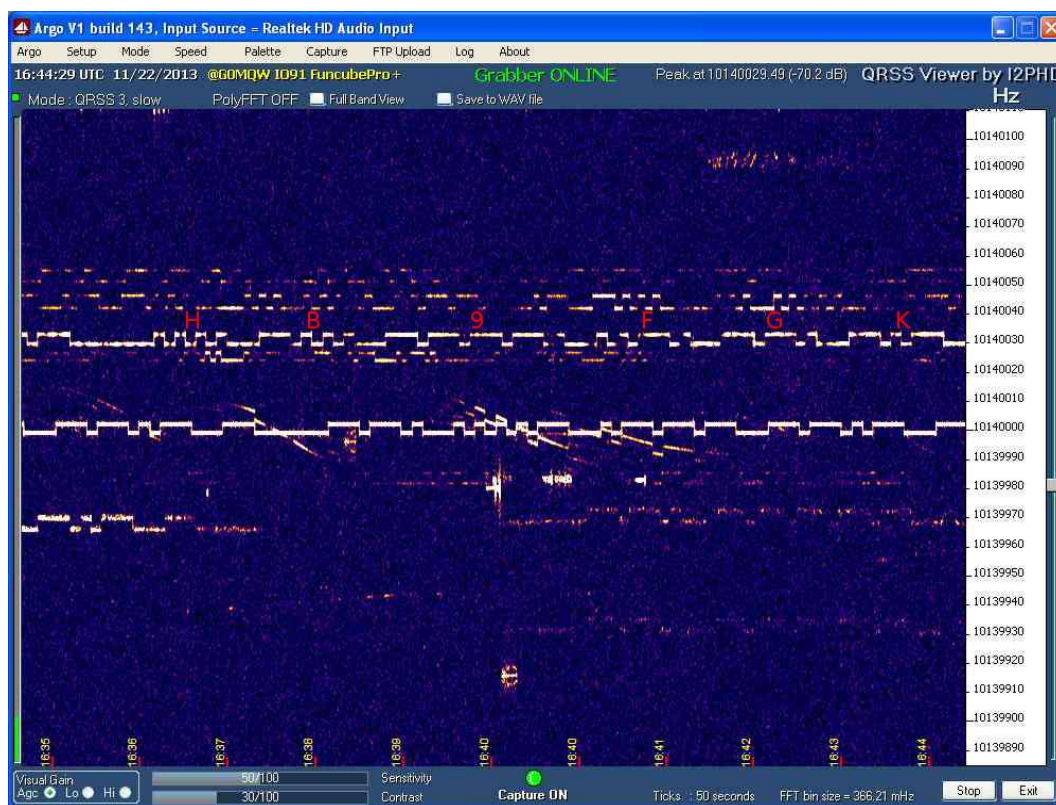 Argo V1 build 143, Input Source = Realtek HD Audio Input
Argo Setup Mode Speed Palette Capture FTP Upload Log About
16:44:29 UTC 11/22/2013 @G0MQW IO91 FuncubePro+ Grabber ONLINE Peak at 10140029.49 (-70.2 dB) QRSS Viewer by I2PHD
Mode : QRSS 3, slow PolyFFT OFF Full Band View Save to WAV file Hz
10140100
10140090
10140080
10140070
10140060
10140050
10140040
H B 9 F G K
10140030
10140020
10140010
10140000
10139990
10139980
10139970
10139960
10139950
10139940
10139930
10139920
10139910
10139900
10139890
16:35 16:36 16:37 16:38 16:39 16:40 16:40 16:41 16:42 16:43 16:44
Visual Gain 50/100 Sensitivity
Agc Lo Hi 30/100 Contrast Capture ON Ticks : 50 seconds FFT bin size = 366.21 mHz Stop Exit